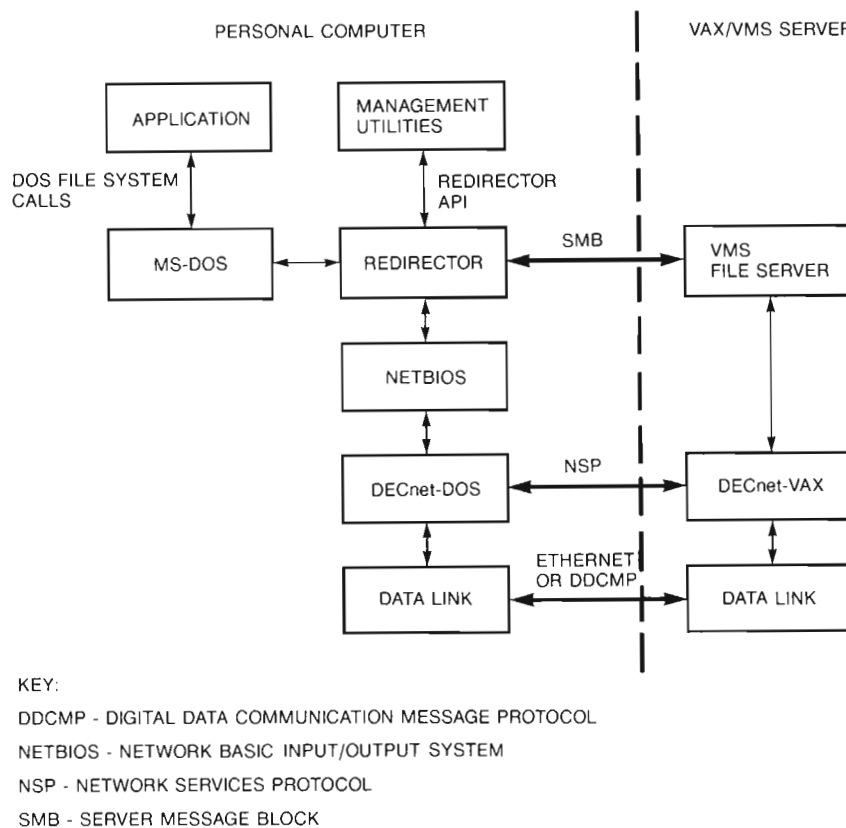 PERSONAL COMPUTER
VAX/VMS SERVER
APPLICATION
MANAGEMENT
UTILITIES
DOS FILE SYSTEM
CALLS
REDIRECTOR
API
MS-DOS
REDIRECTOR
SMB
VMS
FILE SERVER
NETBIOS
DECnet-DOS
NSP
DECnet-VAX
ETHERNET
OR DDCMP
DATA LINK
DATA LINK
KEY:
DDCMP - DIGITAL DATA COMMUNICATION MESSAGE PROTOCOL
NETBIOS - NETWORK BASIC INPUT/OUTPUT SYSTEM
NSP - NETWORK SERVICES PROTOCOL
SMB - SERVER MESSAGE BLOCK